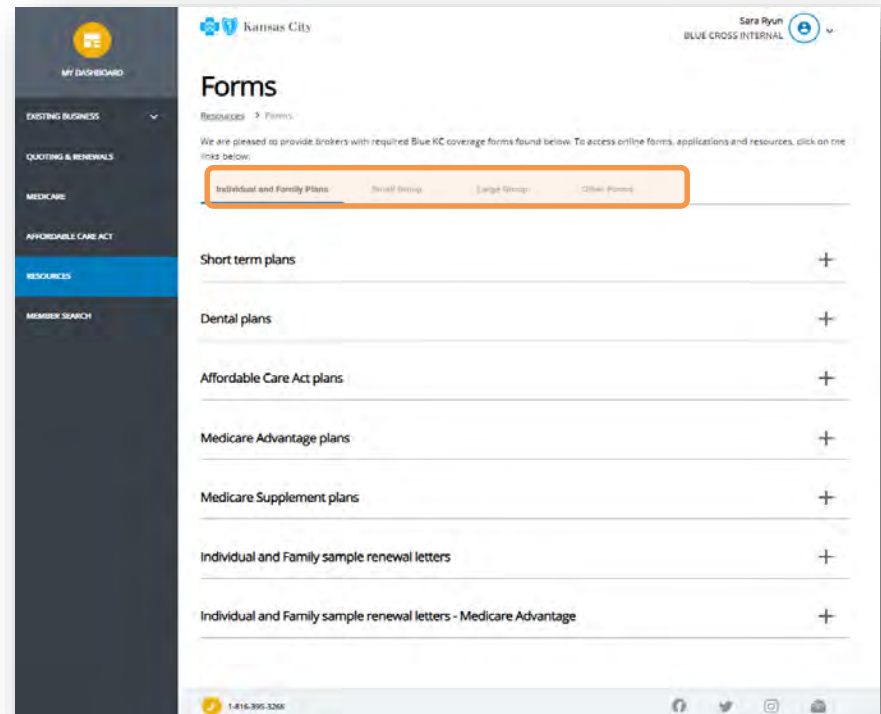 Kansas City
Sara Ryun
BLUE CROSS INTERNAL
MY DASHBOARD
EXISTING BUSINESS
QUOTING & RENEWALS
MEDICARE
AFFORDABLE CARE ACT
RESOURCES
MEMBER SEARCH
Forms
Resources > Forms
We are pleased to provide brokers with required Blue KC coverage forms found below. To access online forms, applications and resources, click on the
links below.
Individual and Family Plans Small Group Large Group Other Forms
Short term plans
Dental plans
Affordable Care Act plans
Medicare Advantage plans
Medicare Supplement plans
Individual and Family sample renewal letters
Individual and Family sample renewal letters - Medicare Advantage
1-816-395-3268